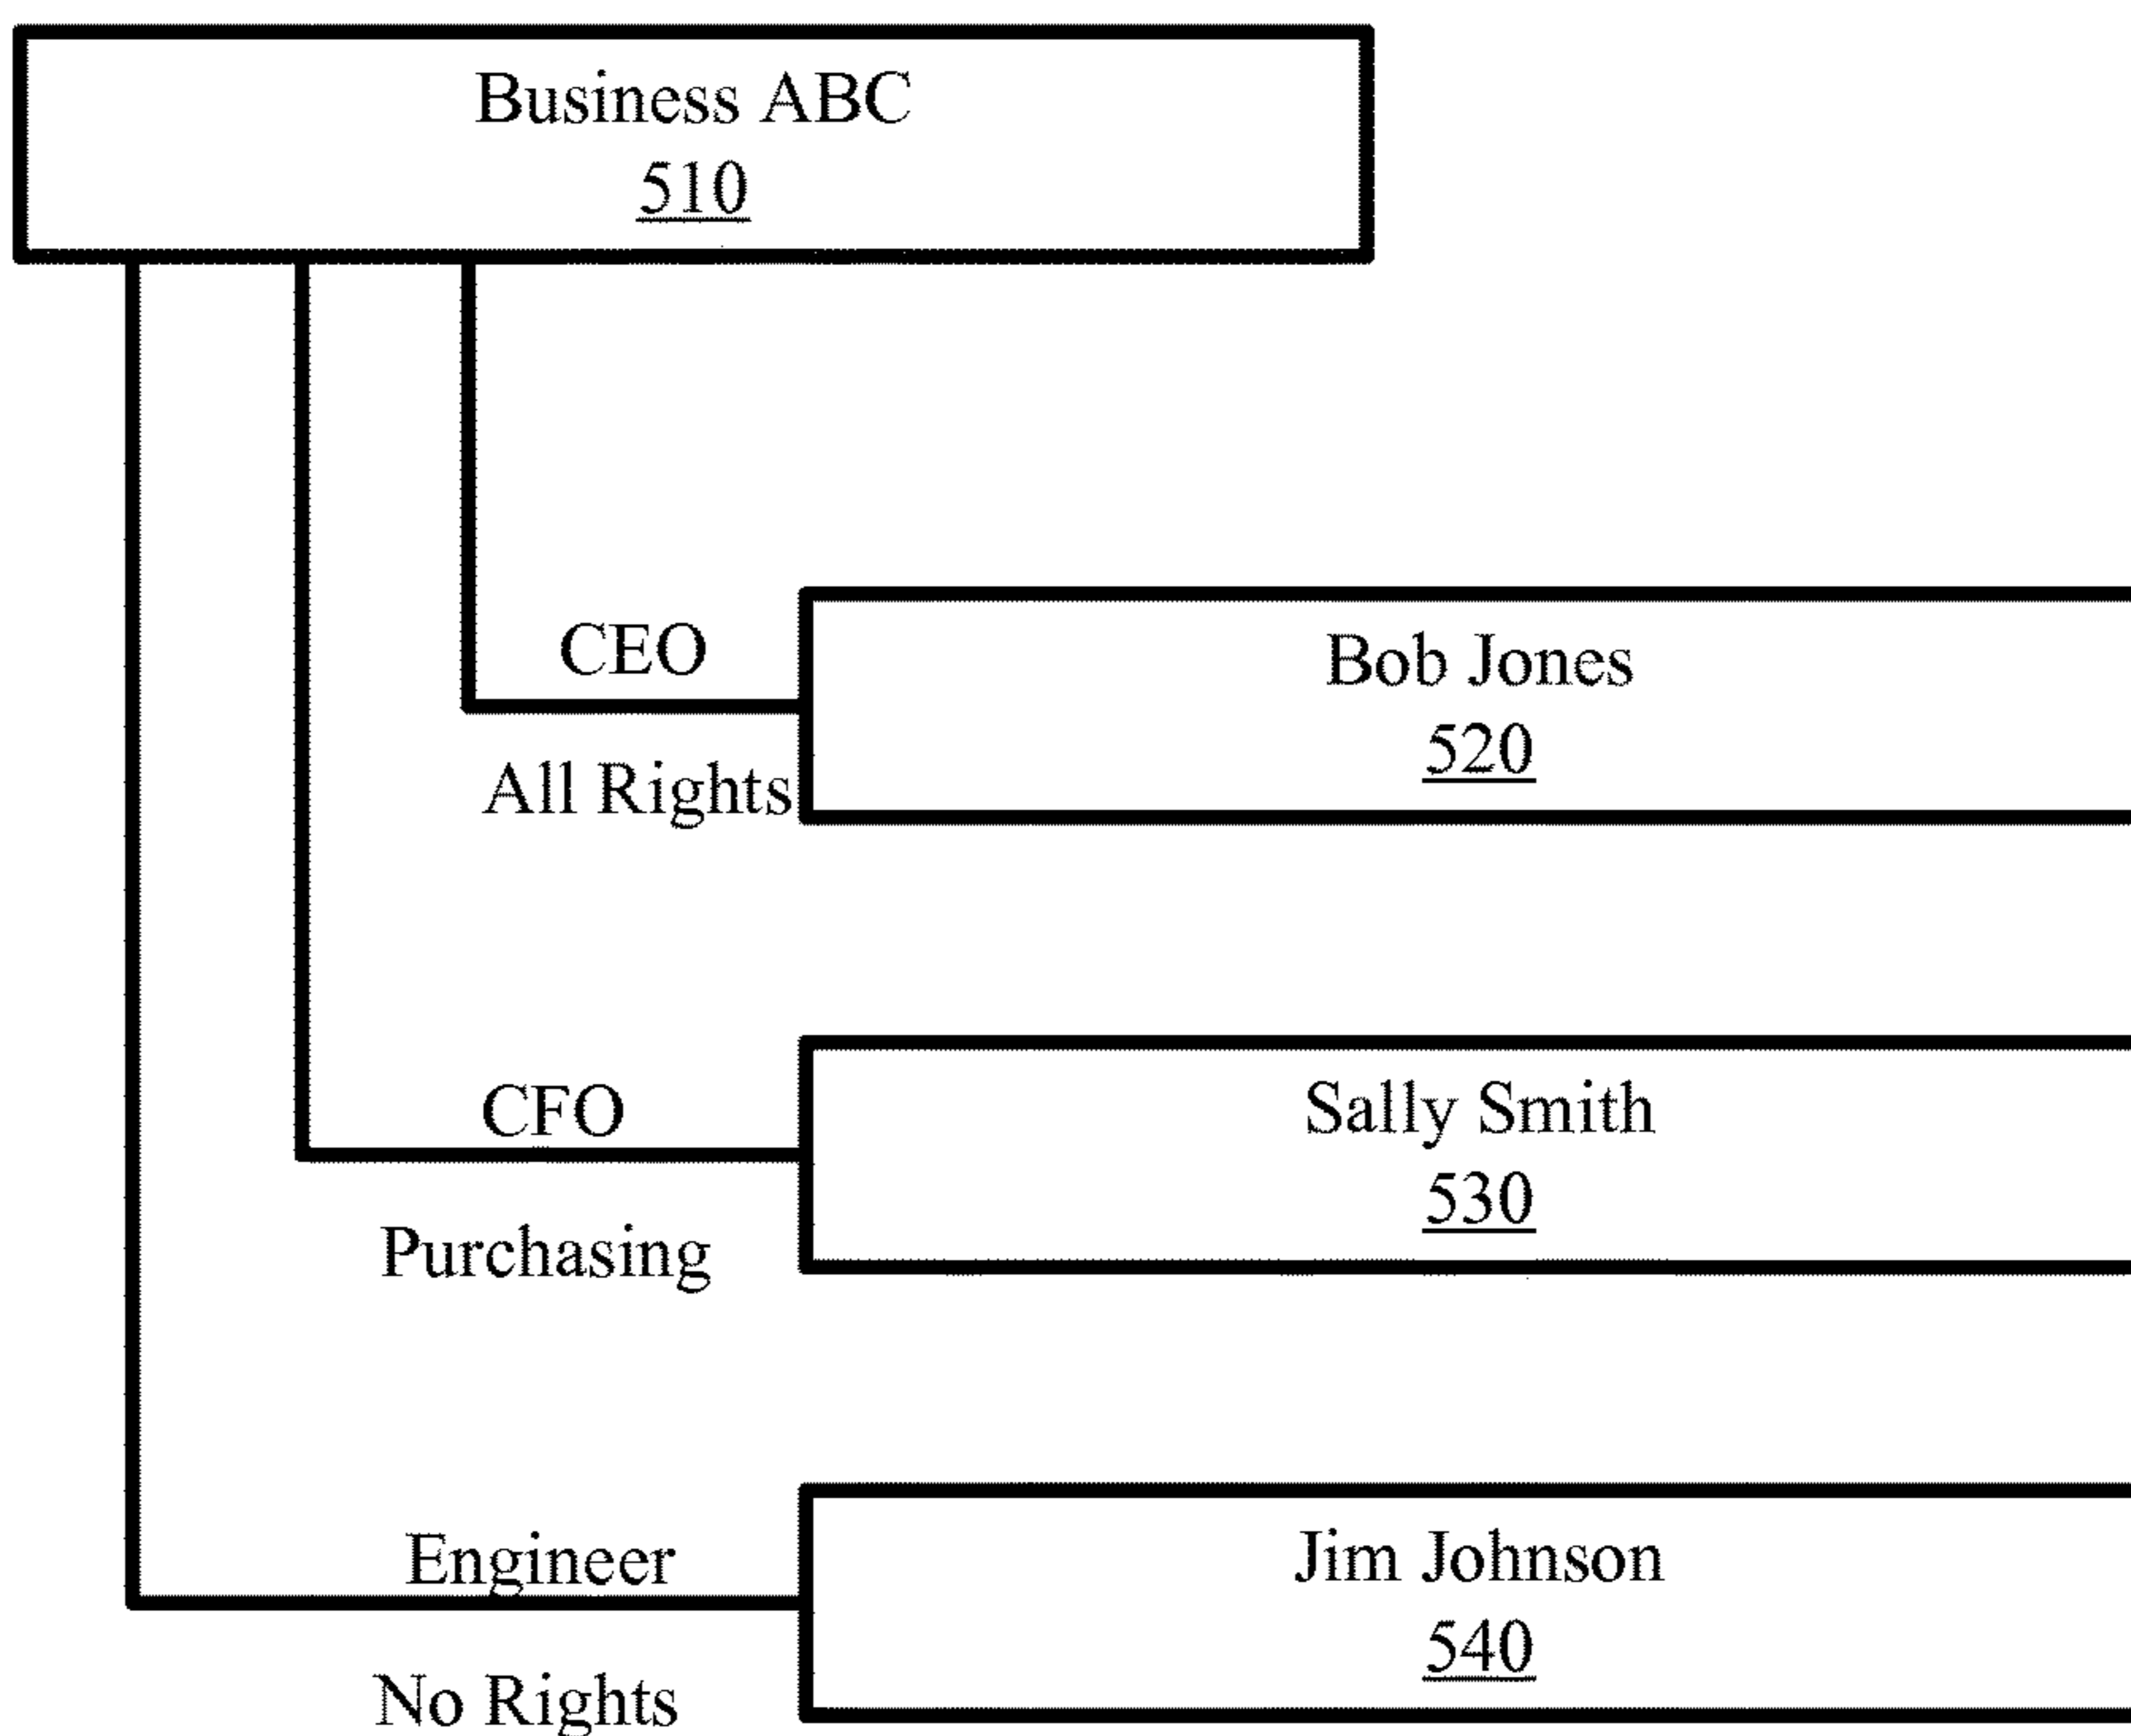 Business ABC
510
CEO
All Rights
Bob Jones
520
CFO
Purchasing
Sally Smith
530
Engineer
No Rights
Jim Johnson
540